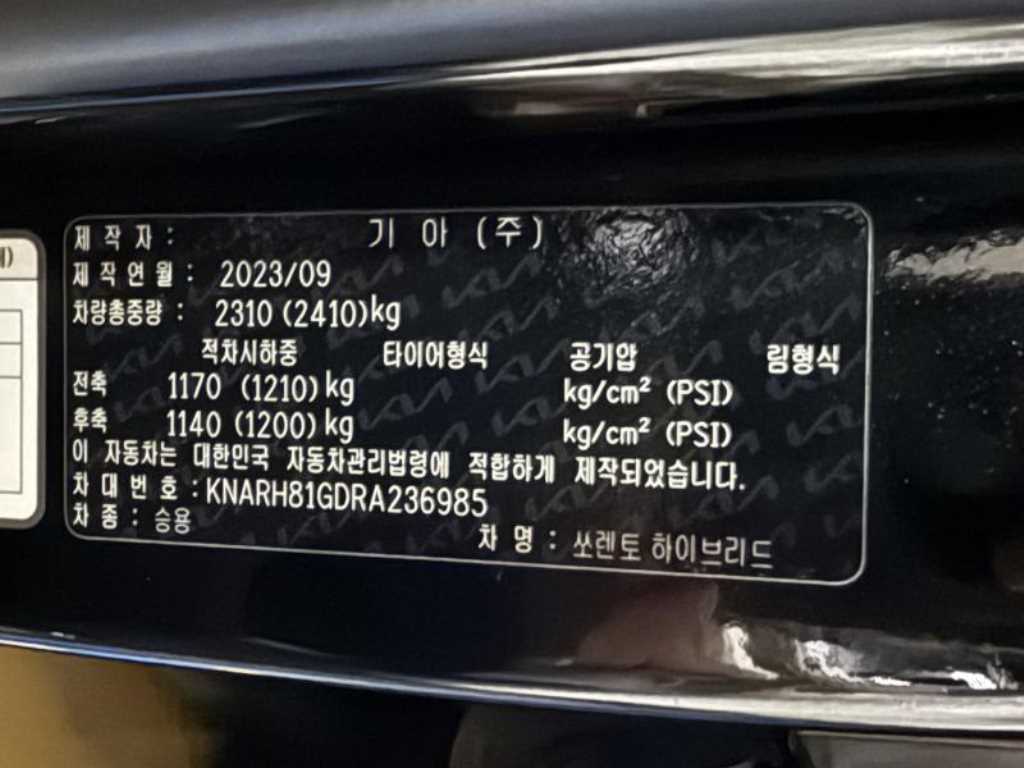 제 작 자 : 기 아 (주)
제 작 연 월 : 2023/09
차량총중량 : 2310 (2410)kg
적차시하중 타이어형식 공기압 림형식
전축 1170 (1210)kg kg/cm² (PSI)
후축 1140 (1200)kg kg/cm² (PSI)
이 자동차는 대한민국 자동차관리법령에 적합하게 제작되었습니다.
차 대 번 호 : KNARH81GDRA236985
차 종 : 승용 차 명 : 쏘렌토 하이브리드